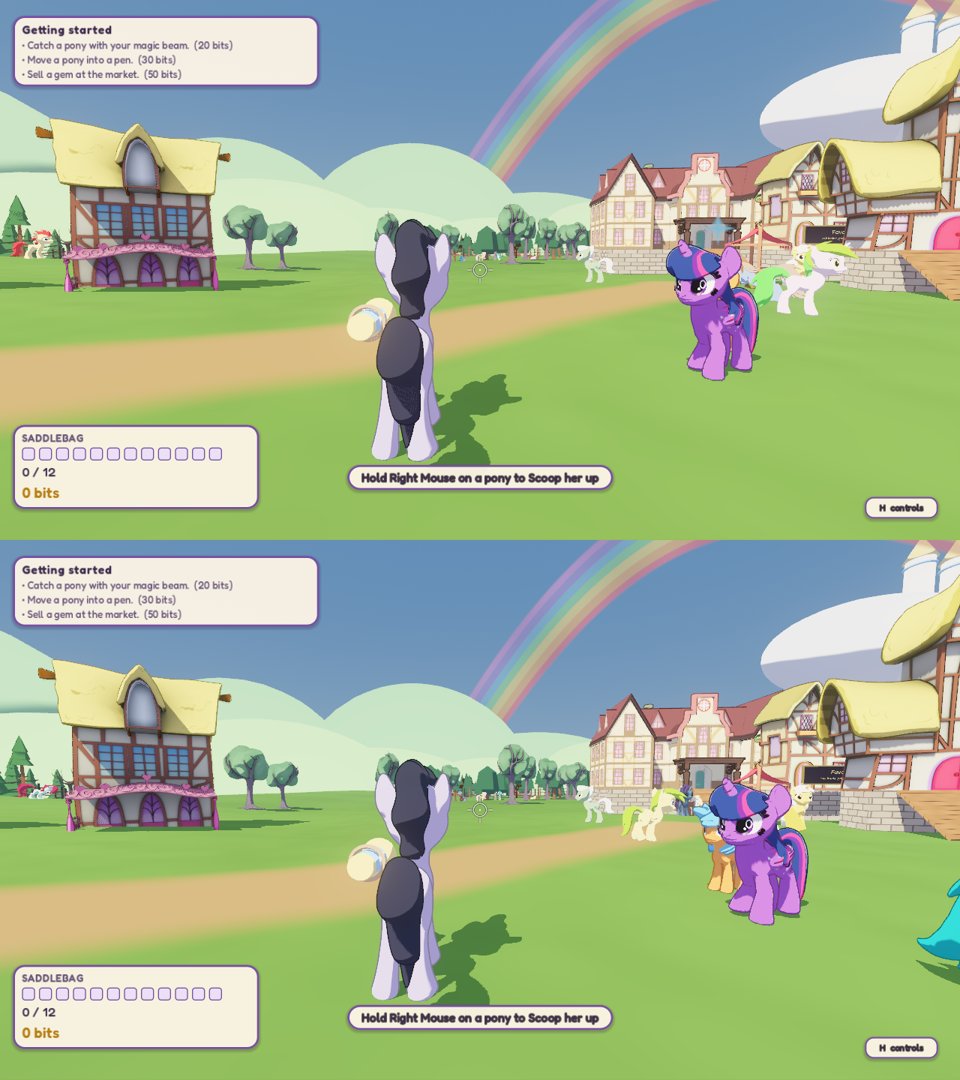 Getting started
• Catch a pony with your magic beam. (20 bits)
• Move a pony into a pen. (30 bits)
• Sell a gem at the market. (50 bits)
SADDLEBAG
0 / 12
0 bits
Hold Right Mouse on a pony to Scoop her up
H controls
Getting started
• Catch a pony with your magic beam. (20 bits)
• Move a pony into a pen. (30 bits)
• Sell a gem at the market. (50 bits)
SADDLEBAG
0 / 12
0 bits
Hold Right Mouse on a pony to Scoop her up
H controls